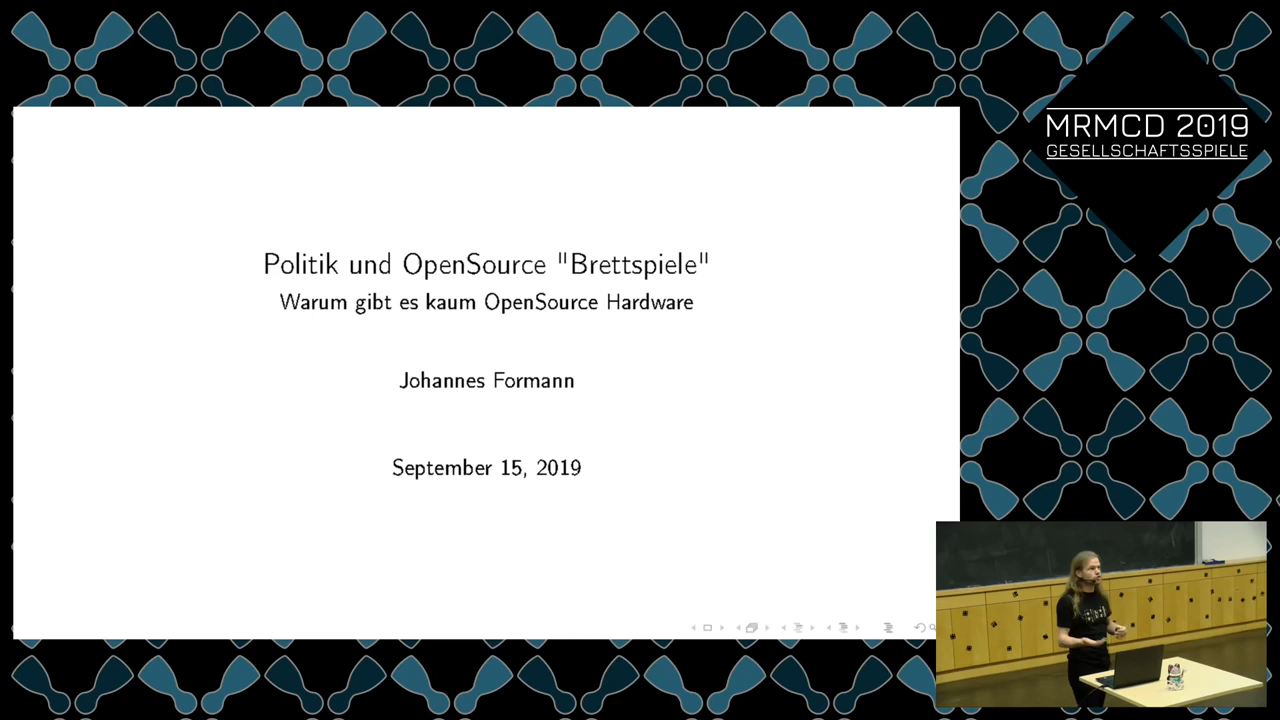 MRMCD 2019
GESELLSCHAFTSSPIELE
Politik und OpenSource "Brettspiele"
Warum gibt es kaum OpenSource Hardware
Johannes Formann
September 15, 2019